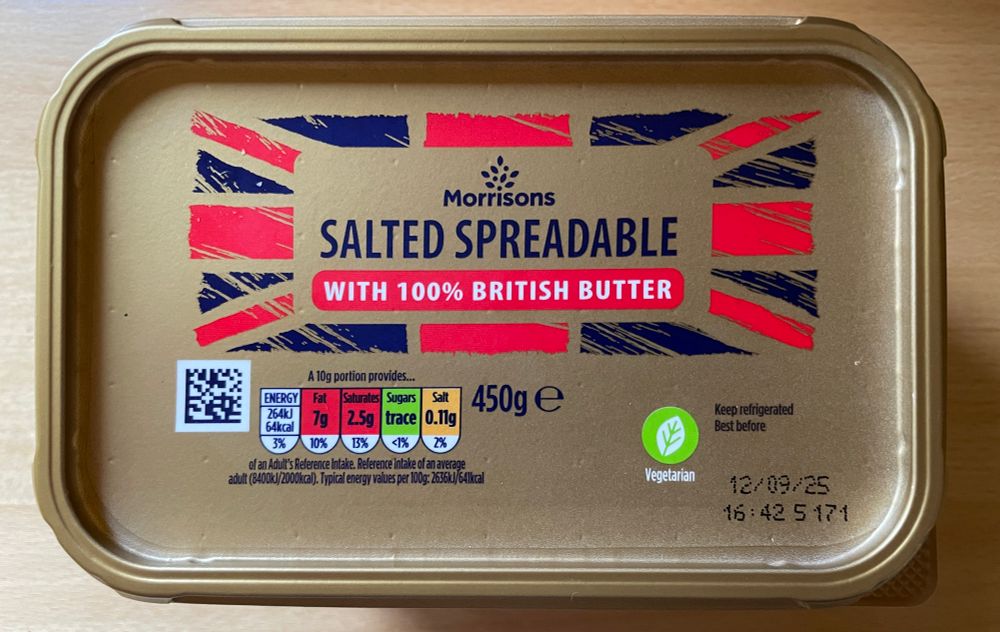 Morrisons
SALTED SPREADABLE
WITH 100% BRITISH BUTTER
A 10g portion provides...
ENERGY Fat Saturates Sugars Salt
264kJ
64kcal 7g 2.5g trace 0.11g
3% 10% 13% <1% 2%
of an Adult's Reference Intake. Reference intake of an average
adult (8400kJ/2000kcal). Typical energy values per 100g: 2636kJ/641kcal
450g ℮
Vegetarian
Keep refrigerated
Best before
12/09/25
16:42 5 171